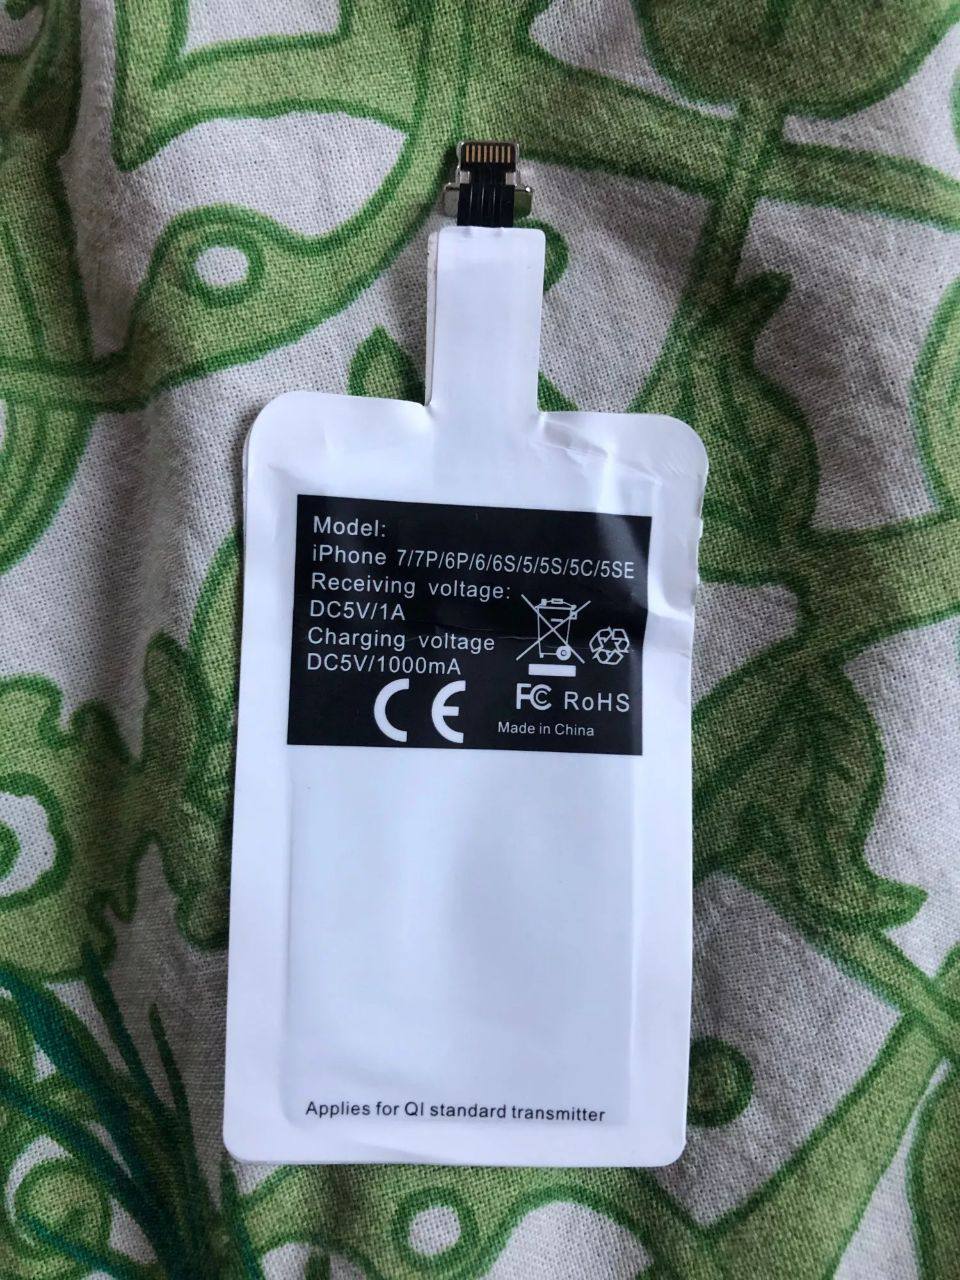 Model:
iPhone 7/7P/6P/6/6S/5/5S/5C/5SE
Receiving voltage:
DC5V/1A
Charging voltage
DC5V/1000mA
CE
FC RoHS
Made in China
Applies for QI standard transmitter